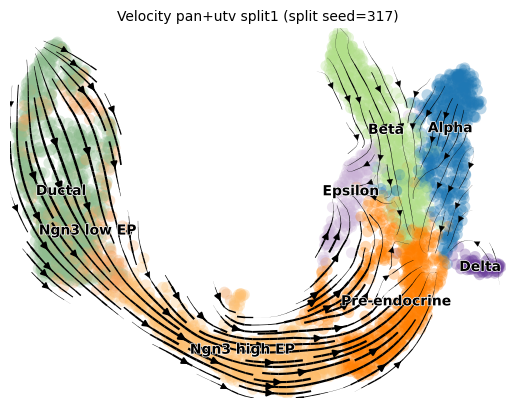 Velocity pan+utv split1 (split seed=317)
Beta
Alpha
Ductal
Epsilon
Ngn3 low EP
Delta
Pre-endocrine
Ngn3 high EP